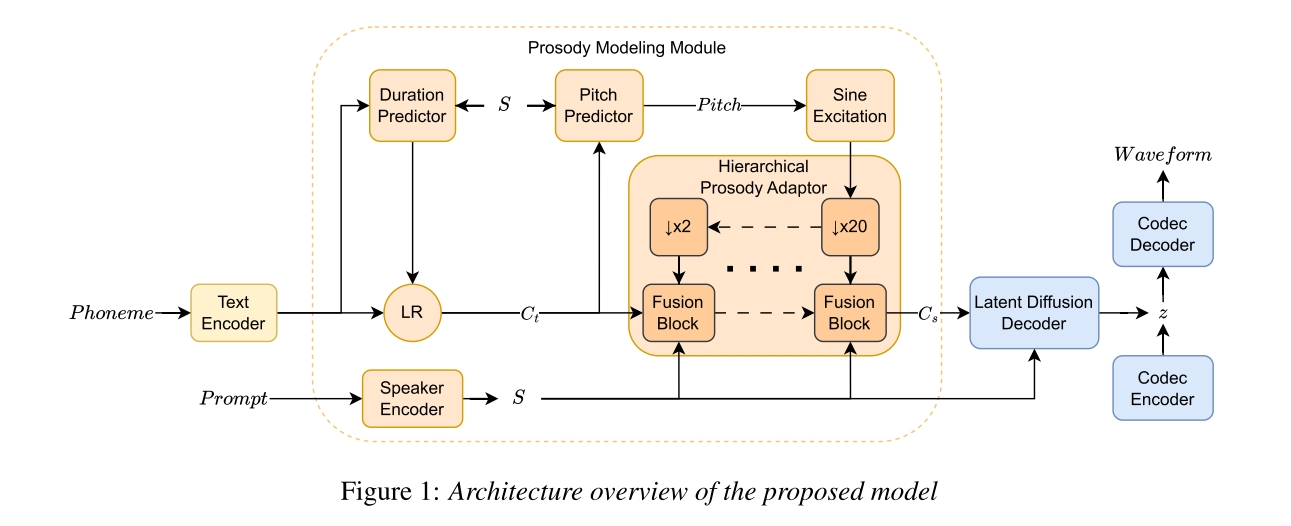 Prosody Modeling Module
Duration
Predictor
S
Pitch
Predictor
Pitch
Sine
Excitation
Hierarchical
Prosody Adaptor
↓x2
↓x20
Waveform
Codec
Decoder
Phoneme
Text
Encoder
LR
C_t
Fusion
Block
Fusion
Block
C_s
Latent Diffusion
Decoder
z
Prompt
Speaker
Encoder
S
Codec
Encoder
Figure 1: Architecture overview of the proposed model